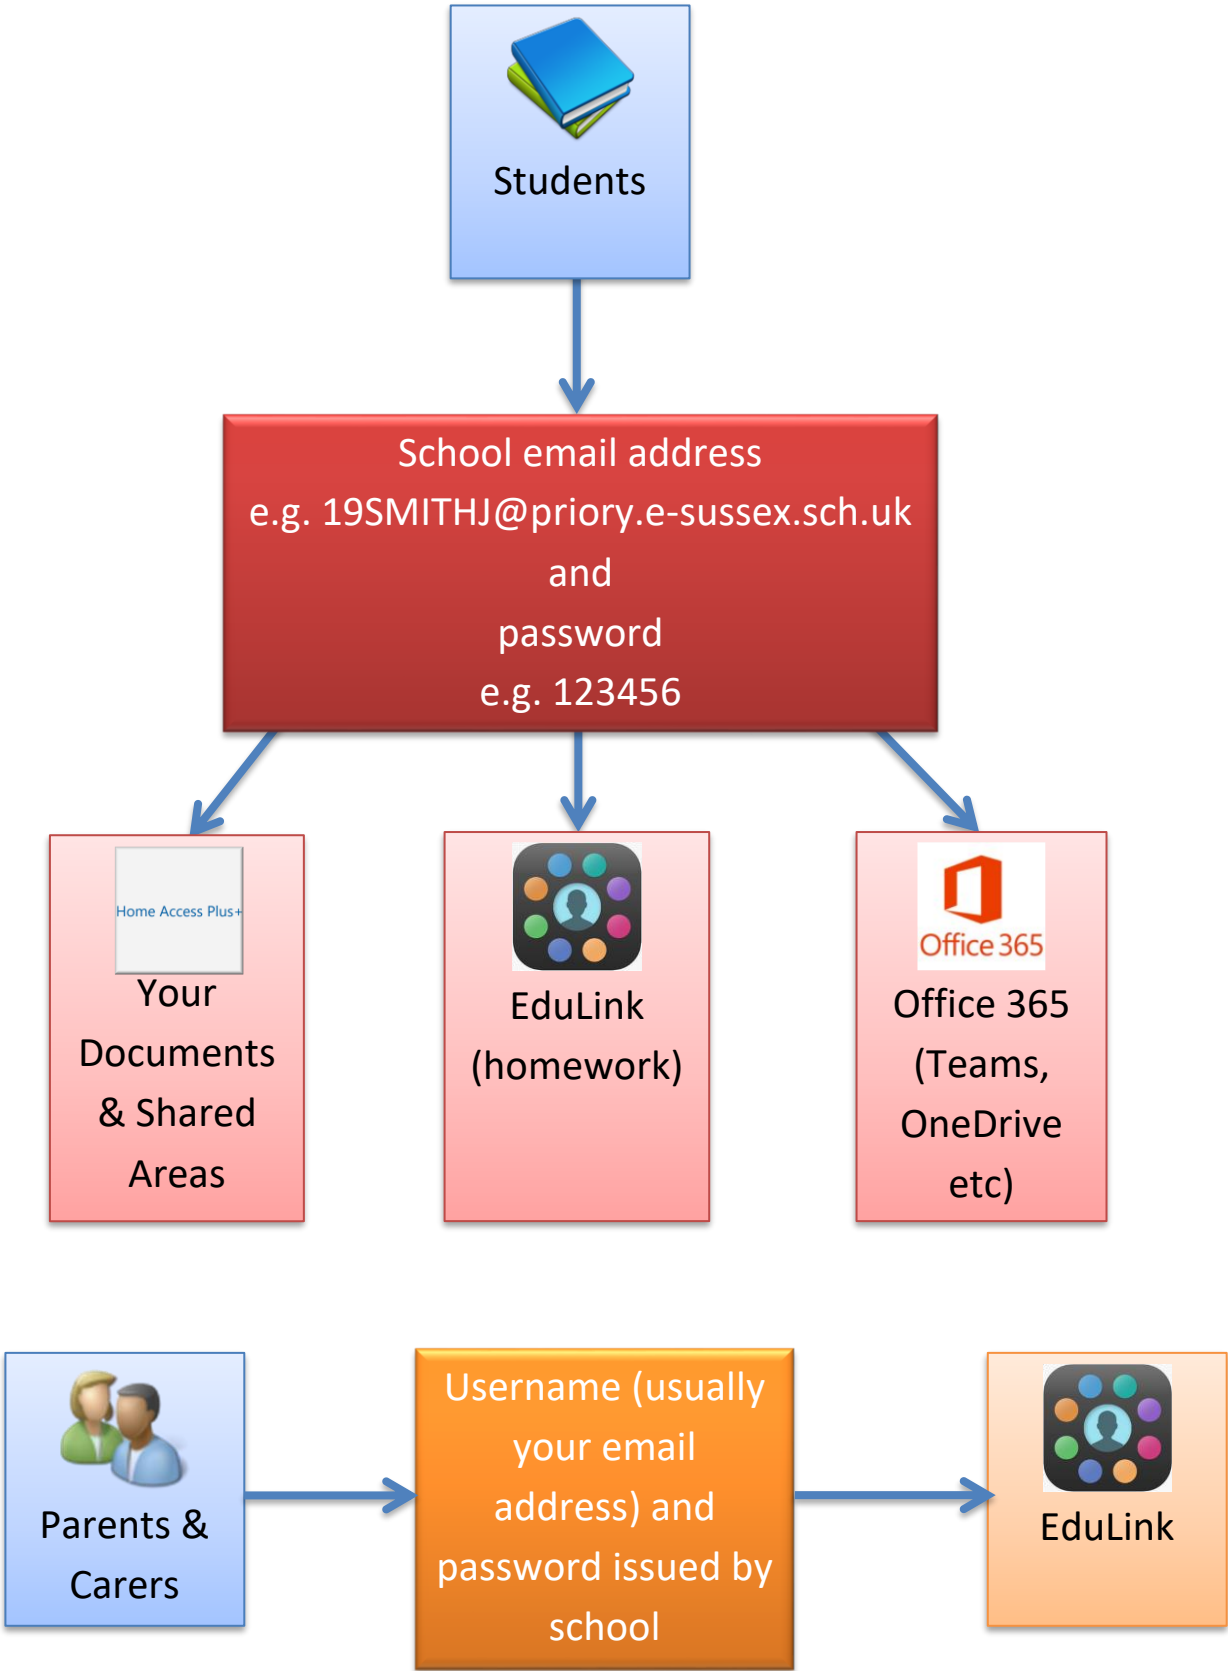 Students
School email address
e.g. 19SMITHJ@priory.e-sussex.sch.uk
and
password
e.g. 123456
Home Access Plus+
Your
Documents
& Shared
Areas
EduLink
(homework)
Office 365
Office 365
(Teams,
OneDrive
etc)
Parents &
Carers
Username (usually
your email
address) and
password issued by
school
EduLink